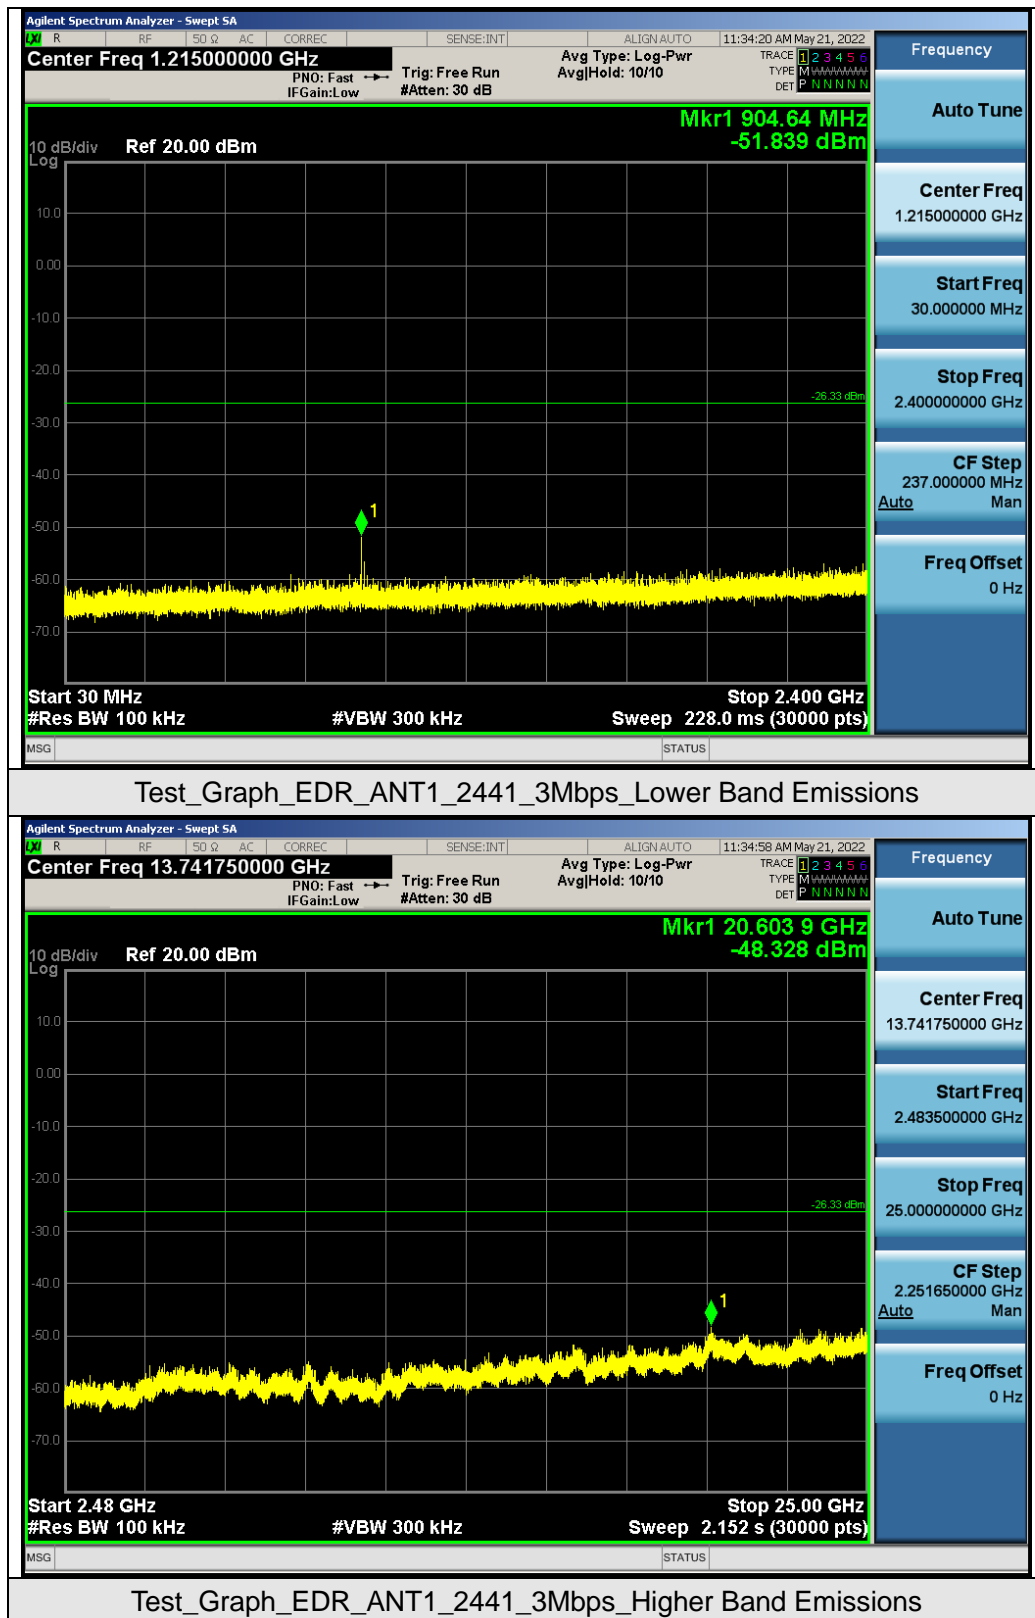 Agilent Spectrum Analyzer - Swept SA
LXI R RF 50 Ω AC CORREC SENSE:INT ALIGN AUTO 11:34:20 AM May 21, 2022
Center Freq 1.215000000 GHz
PNO: Fast
IFGain:Low
Trig: Free Run
#Atten: 30 dB
Avg Type: Log-Pwr
Avg|Hold: 10/10
TRACE 1 2 3 4 5 6
TYPE M WWWWW
DET P N N N N N
Mkr1 904.64 MHz
-51.839 dBm
10 dB/div Ref 20.00 dBm
Log
10.0
0.00
-10.0
-20.0
-26.33 dBm
-30.0
-40.0
1
-50.0
-60.0
-70.0
Start 30 MHz Stop 2.400 GHz
#Res BW 100 kHz #VBW 300 kHz Sweep 228.0 ms (30000 pts)
MSG STATUS
Frequency
Auto Tune
Center Freq
1.215000000 GHz
Start Freq
30.000000 MHz
Stop Freq
2.400000000 GHz
CF Step
237.000000 MHz
Auto Man
Freq Offset
0 Hz
Test_Graph_EDR_ANT1_2441_3Mbps_Lower Band Emissions
Agilent Spectrum Analyzer - Swept SA
LXI R RF 50 Ω AC CORREC SENSE:INT ALIGN AUTO 11:34:58 AM May 21, 2022
Center Freq 13.741750000 GHz
PNO: Fast
IFGain:Low
Trig: Free Run
#Atten: 30 dB
Avg Type: Log-Pwr
Avg|Hold: 10/10
TRACE 1 2 3 4 5 6
TYPE M WWWWW
DET P N N N N N
Mkr1 20.603 9 GHz
-48.328 dBm
10 dB/div Ref 20.00 dBm
Log
10.0
0.00
-10.0
-20.0
-26.33 dBm
-30.0
-40.0
1
-50.0
-60.0
-70.0
Start 2.48 GHz Stop 25.00 GHz
#Res BW 100 kHz #VBW 300 kHz Sweep 2.152 s (30000 pts)
MSG STATUS
Frequency
Auto Tune
Center Freq
13.741750000 GHz
Start Freq
2.483500000 GHz
Stop Freq
25.000000000 GHz
CF Step
2.251650000 GHz
Auto Man
Freq Offset
0 Hz
Test_Graph_EDR_ANT1_2441_3Mbps_Higher Band Emissions